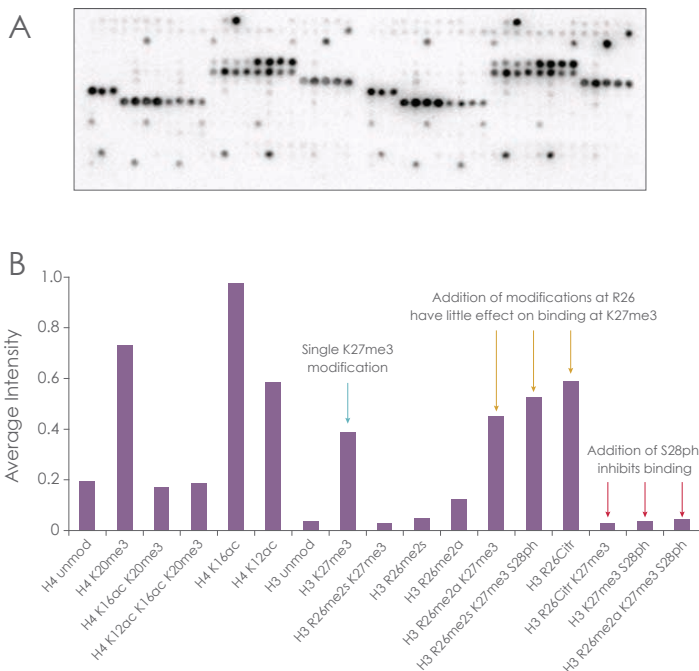 A
B
Average Intensity
1.0
0.8
0.6
0.4
0.2
0
Single K27me3
modification
Addition of modifications at R26
have little effect on binding at K27me3
Addition of S28ph
inhibits binding
H4 unmod
H4 K20me3
H4 K16ac K20me3
H4 K12ac K16ac K20me3
H4 K16ac
H4 K12ac
H3 unmod
H3 K27me3
H3 R26me2s K27me3
H3 R26me2s
H3 R26me2a
H3 R26me2a K27me3
H3 R26me2s K27me3 S28ph
H3 R26Citr
H3 R26Citr K27me3
H3 K27me3 S28ph
H3 R26me2a K27me3 S28ph